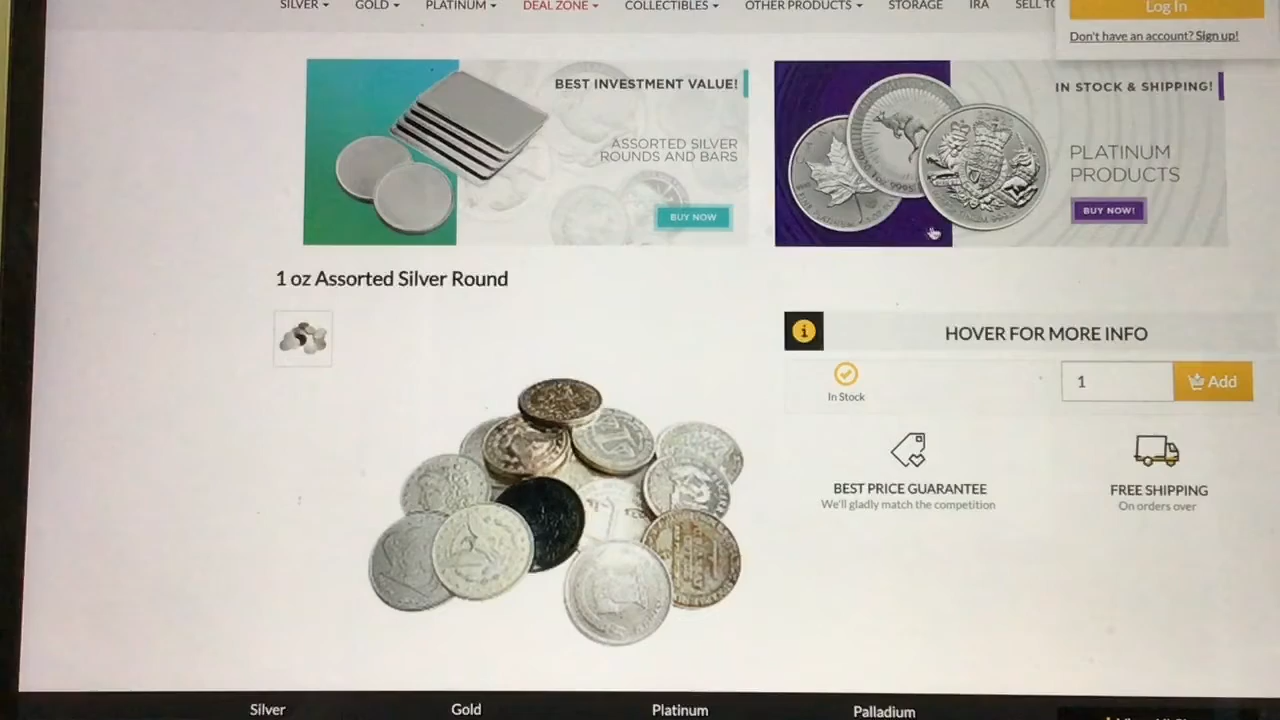 SILVER GOLD PLATINUM DEAL ZONE COLLECTIBLES OTHER PRODUCTS STORAGE IRA SELL
Log In
Don't have an account? Sign up!
BEST INVESTMENT VALUE!
ASSORTED SILVER
ROUNDS AND BARS
BUY NOW
IN STOCK & SHIPPING!
PLATINUM
PRODUCTS
BUY NOW!
1 oz Assorted Silver Round
HOVER FOR MORE INFO
In Stock
1
Add
BEST PRICE GUARANTEE
We'll gladly match the competition
FREE SHIPPING
On orders over
Silver Gold Platinum Palladium